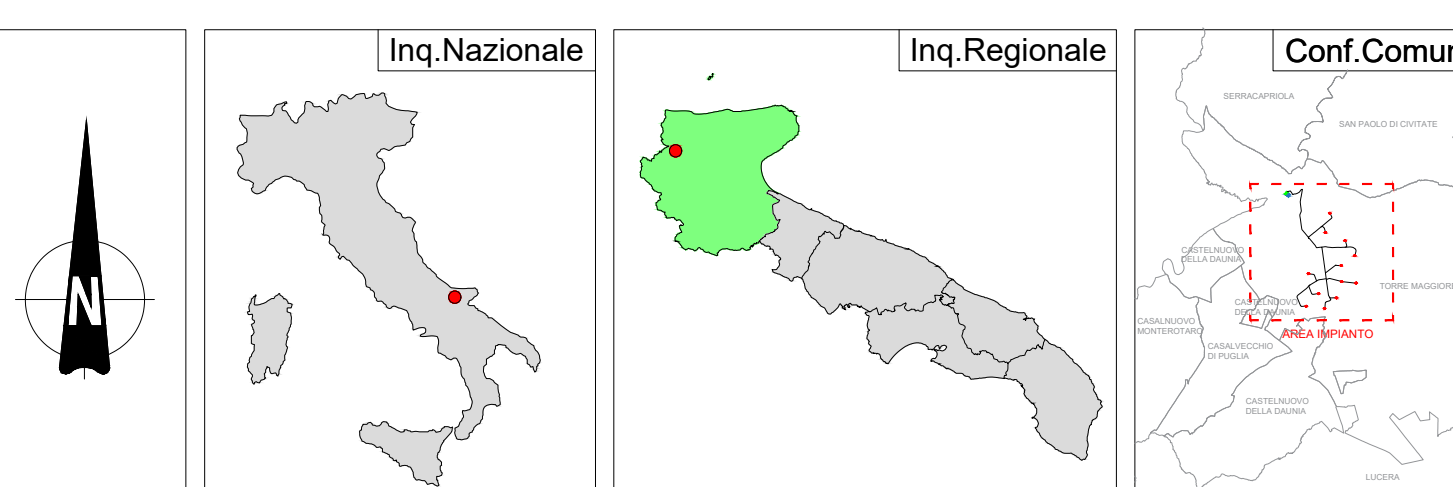 N
Inq.Nazionale
Inq.Regionale
Conf.Comun
SERRACAPRIOLA
SAN PAOLO DI CIVITATE
CASTELNUOVO
DELLA DAUNIA
TORRE MAGGIORE
CASTELNUOVO
DELLA DAUNIA
CASALNUOVO
MONTEROTARO
AREA IMPIANTO
CASALVECCHIO
DI PUGLIA
CASTELNUOVO
DELLA DAUNIA
LUCERA